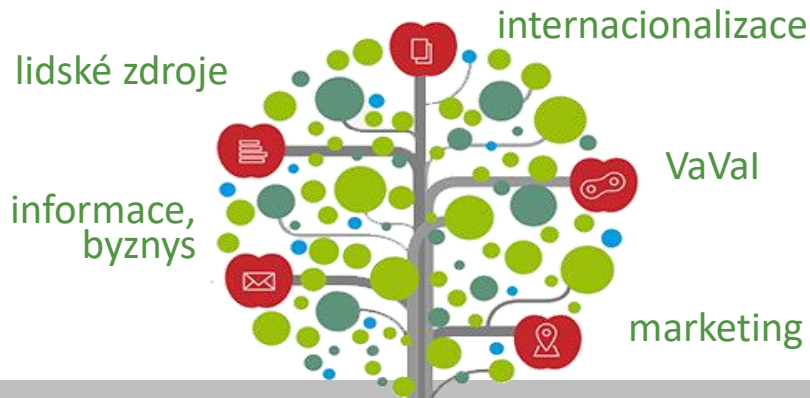 internacionalizace
lidské zdroje
VaVaI
informace,
byznys
marketing